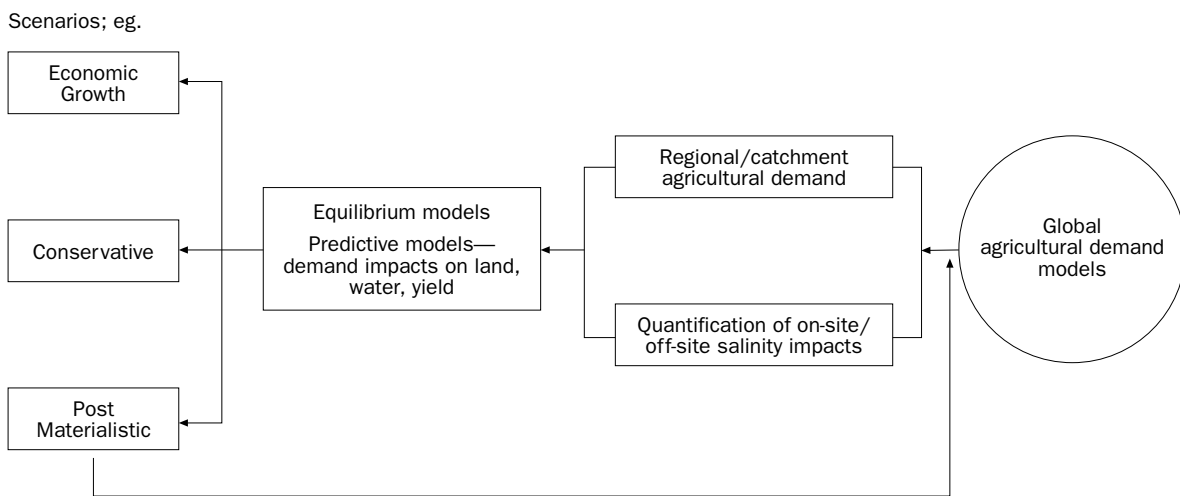 Scenarios; eg.
Economic
Growth
Conservative
Post
Materialistic
Equilibrium models
Predictive models—
demand impacts on land,
water, yield
Regional/catchment
agricultural demand
Quantification of on-site/
off-site salinity impacts
Global
agricultural demand
models